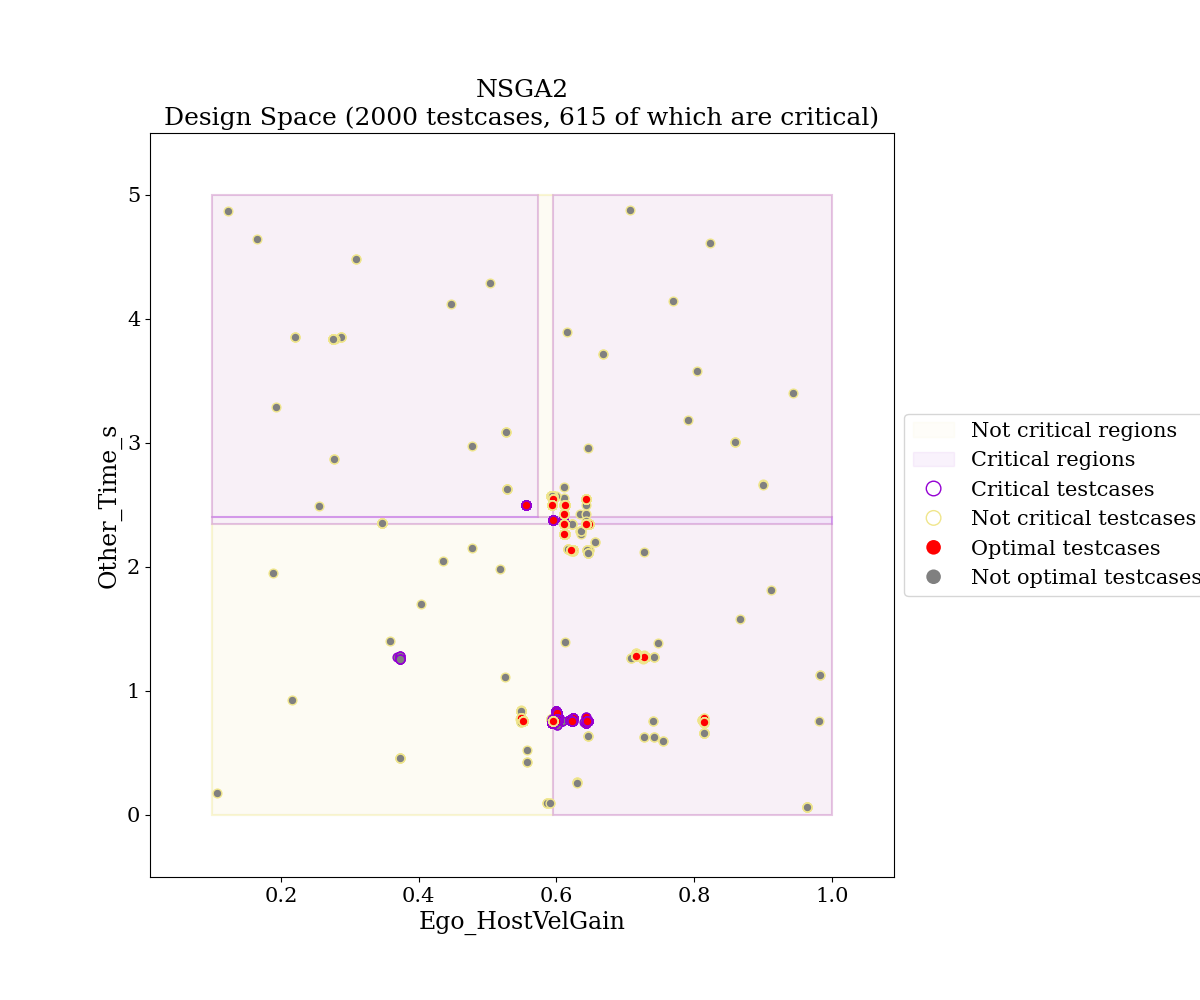 NSGA2
Design Space (2000 testcases, 615 of which are critical)
5
4
3
2
1
0
Other_Time_s
0.2
0.4
0.6
0.8
1.0
Ego_HostVelGain
Not critical regions
Critical regions
Critical testcases
Not critical testcases
Optimal testcases
Not optimal testcases